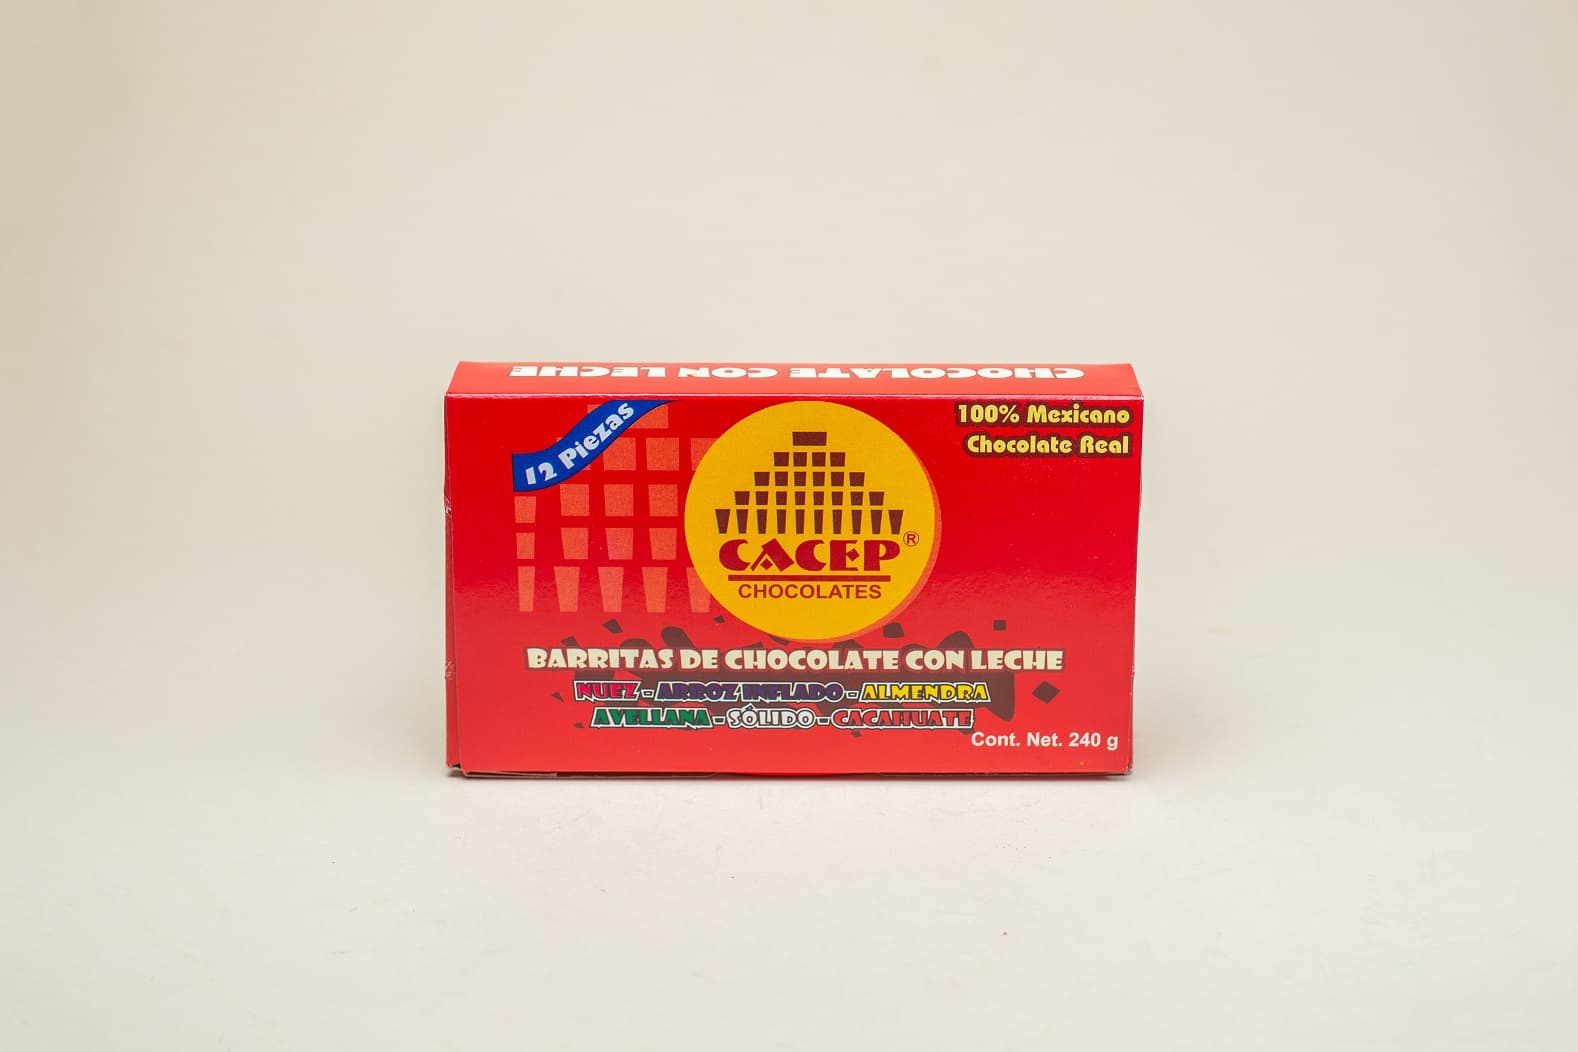 CHOCOLATE CON LECHE
12 Piezas
100% Mexicano
Chocolate Real
CACEP®
CHOCOLATES
BARRITAS DE CHOCOLATE CON LECHE
NUEZ - ARROZ INFLADO - ALMENDRA
AVELLANA - SÓLIDO - CACAHUATE
Cont. Net. 240 g